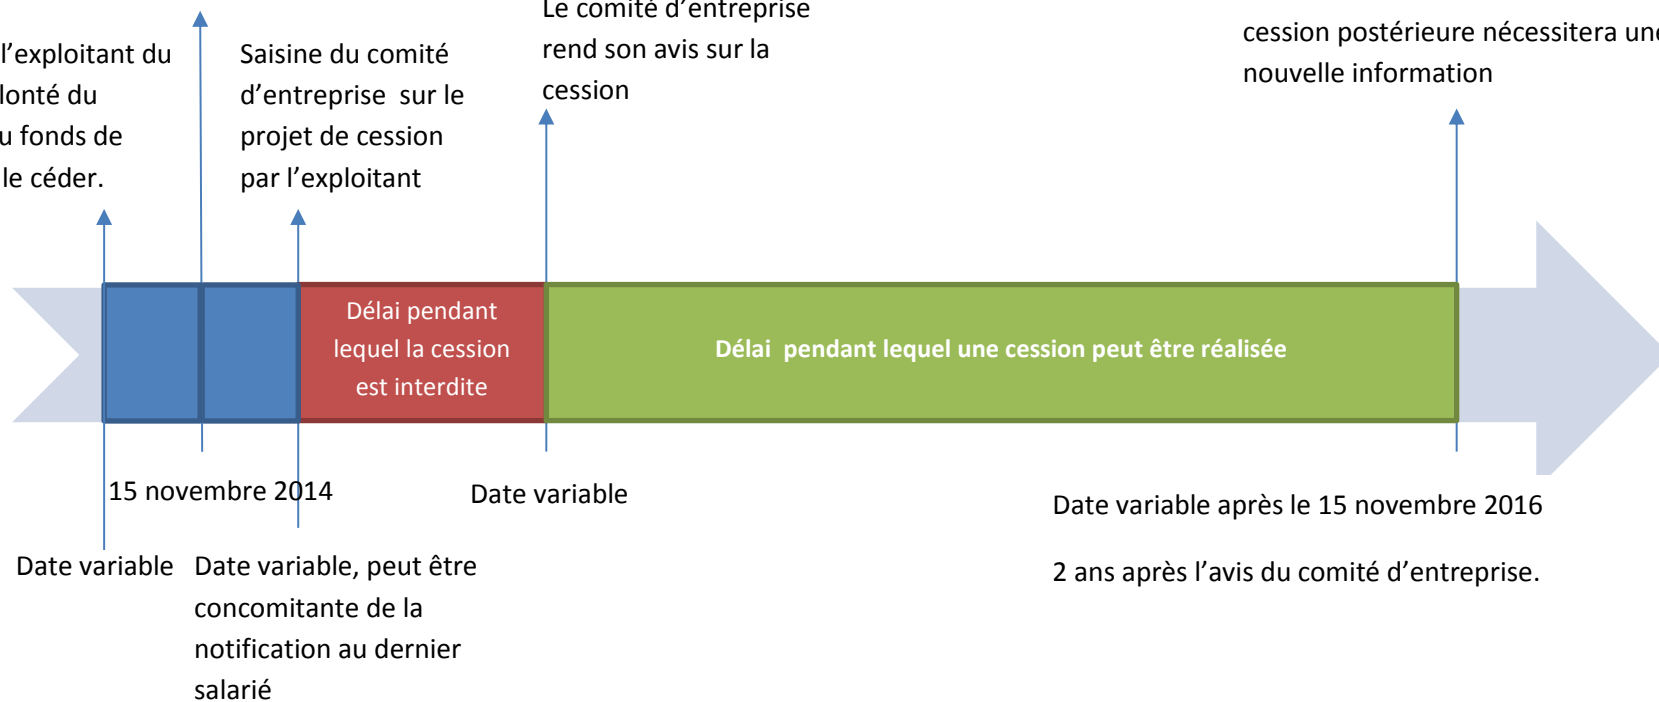 l’exploitant du
lonté du
u fonds de
le céder.
Saisine du comité
d’entreprise sur le
projet de cession
par l’exploitant
Le comité d’entreprise
rend son avis sur la
cession
cession postérieure nécessitera une
nouvelle information
Délai pendant
lequel la cession
est interdite
Délai pendant lequel une cession peut être réalisée
15 novembre 2014
Date variable
Date variable après le 15 novembre 2016
2 ans après l’avis du comité d’entreprise.
Date variable
Date variable, peut être
concomitante de la
notification au dernier
salarié